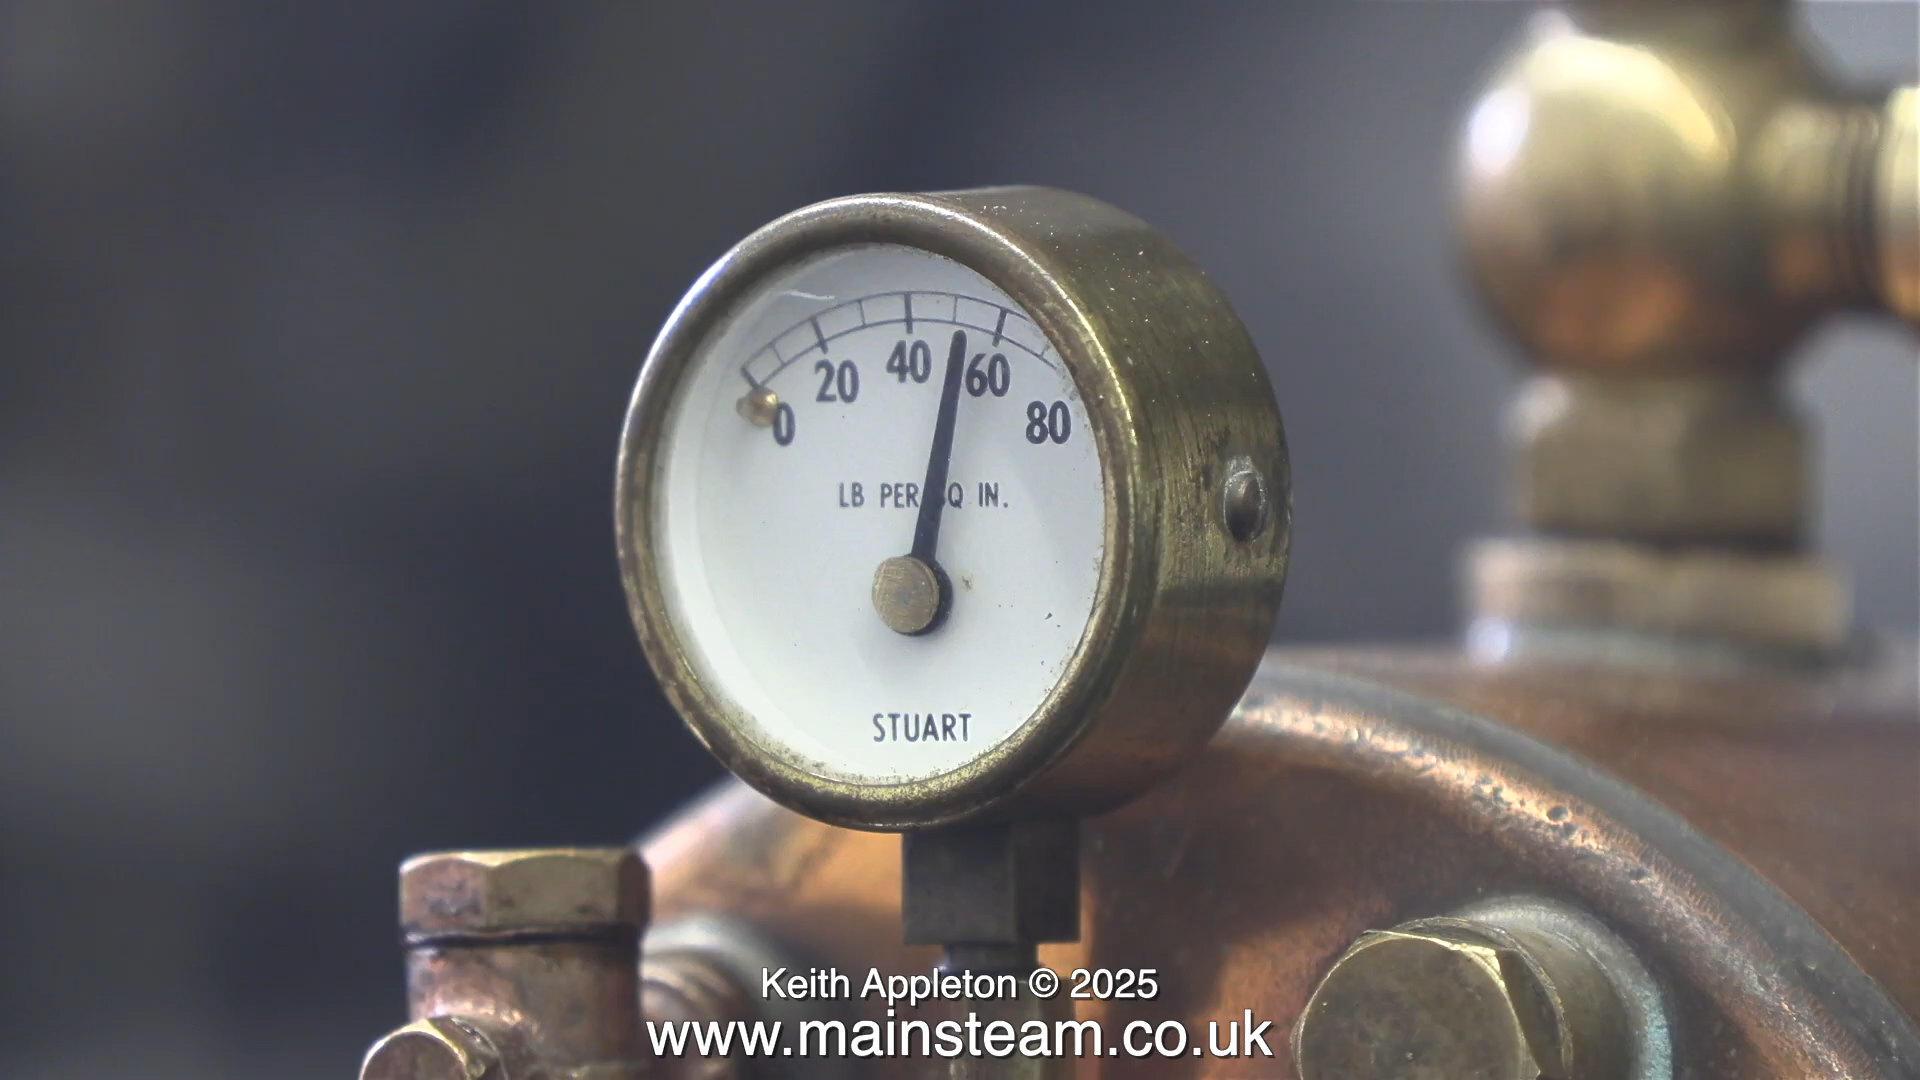 0 20 40 60 80
LB PER SQ IN.
STUART
Keith Appleton © 2025
www.mainsteam.co.uk